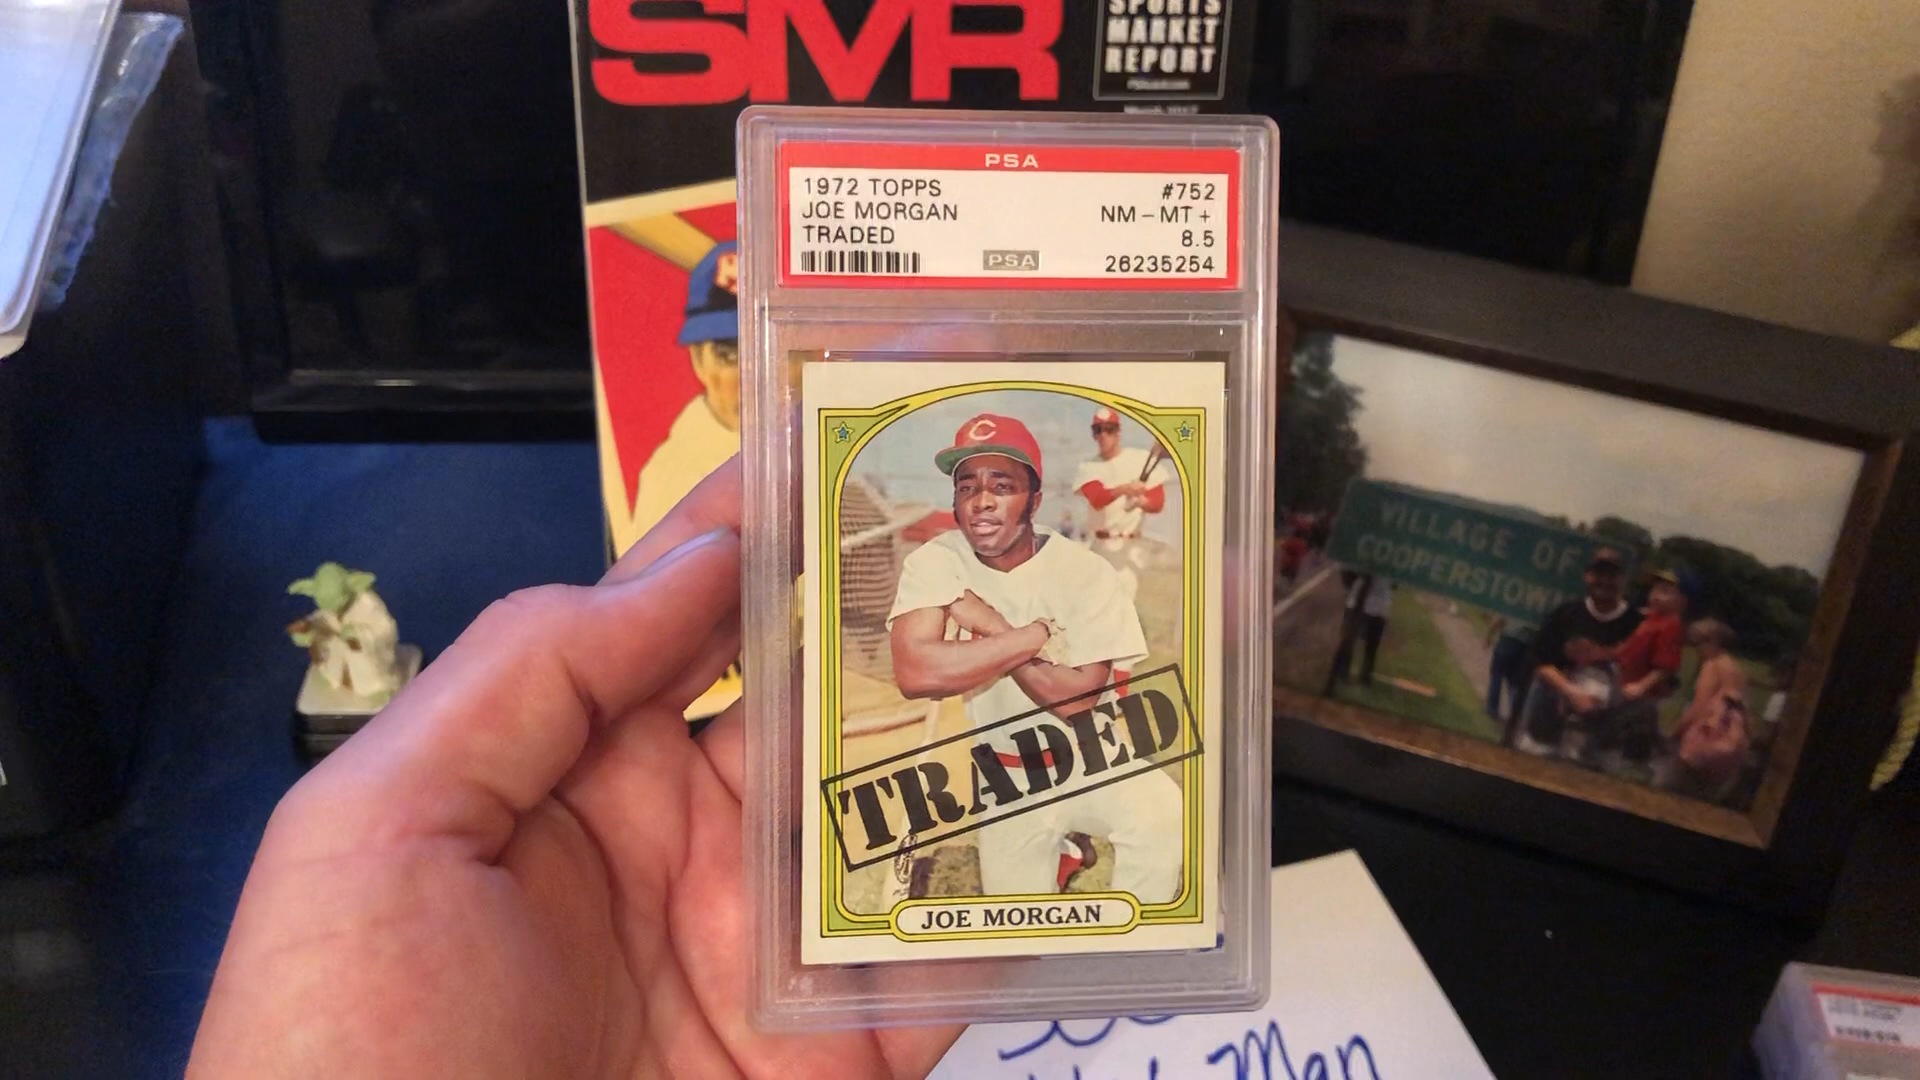 SMR
SPORTS
MARKET
REPORT
PSA
1972 TOPPS #752
JOE MORGAN NM - MT +
TRADED 8.5
PSA 26235254
C
TRADED
JOE MORGAN
VILLAGE OF
COOPERSTOWN
Man